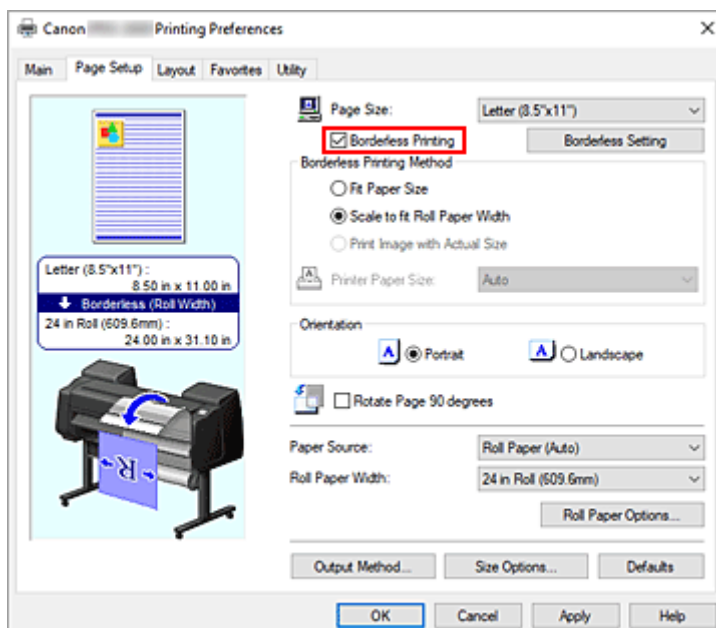 Canon Printing Preferences
Main Page Setup Layout Favorites Utility
Page Size: Letter (8.5"x11")
Borderless Printing Borderless Setting
Borderless Printing Method
Fit Paper Size
Scale to fit Roll Paper Width
Print Image with Actual Size
Printer Paper Size: Auto
Letter (8.5"x11") :
8.50 in x 11.00 in
Borderless (Roll Width)
24 in Roll (609.6mm) :
24.00 in x 31.10 in
Orientation
A Portrait A Landscape
Rotate Page 90 degrees
R
Paper Source: Roll Paper (Auto)
Roll Paper Width: 24 in Roll (609.6mm)
Roll Paper Options...
Output Method... Size Options... Defaults
OK Cancel Apply Help